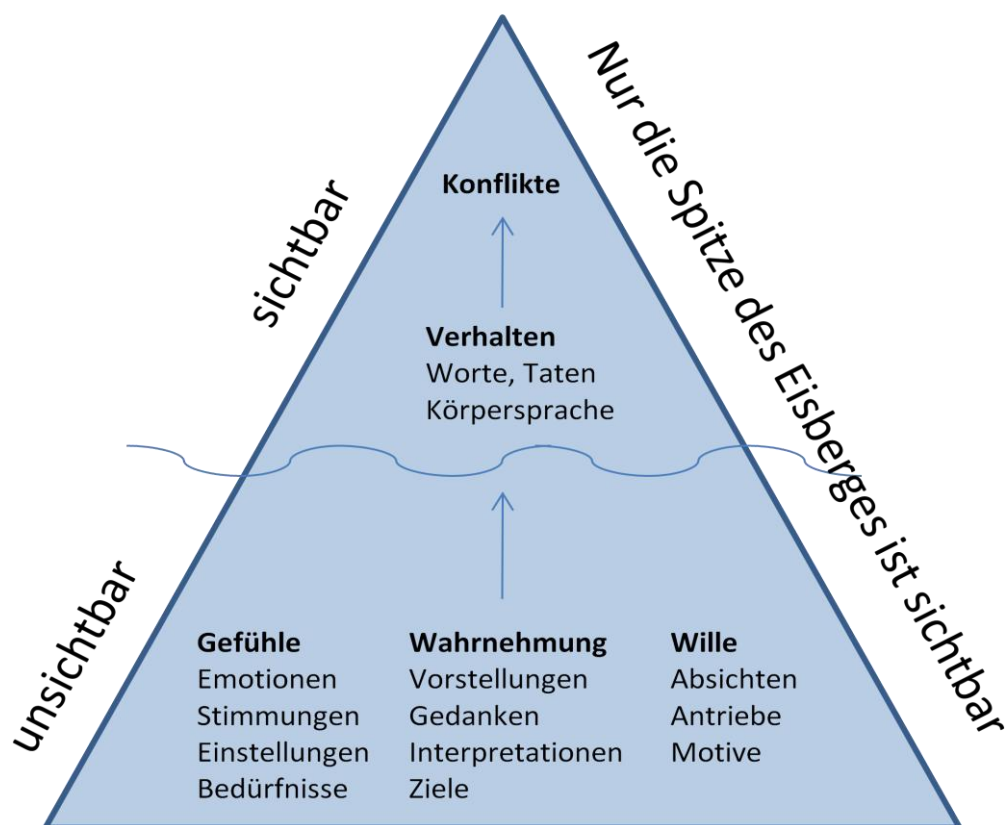 Nur die Spitze des Eisberges ist sichtbar
sichtbar
Konflikte
Verhalten
Worte, Taten
Körpersprache
unsichtbar
Gefühle
Emotionen
Stimmungen
Einstellungen
Bedürfnisse
Wahrnehmung
Vorstellungen
Gedanken
Interpretationen
Ziele
Wille
Absichten
Antriebe
Motive